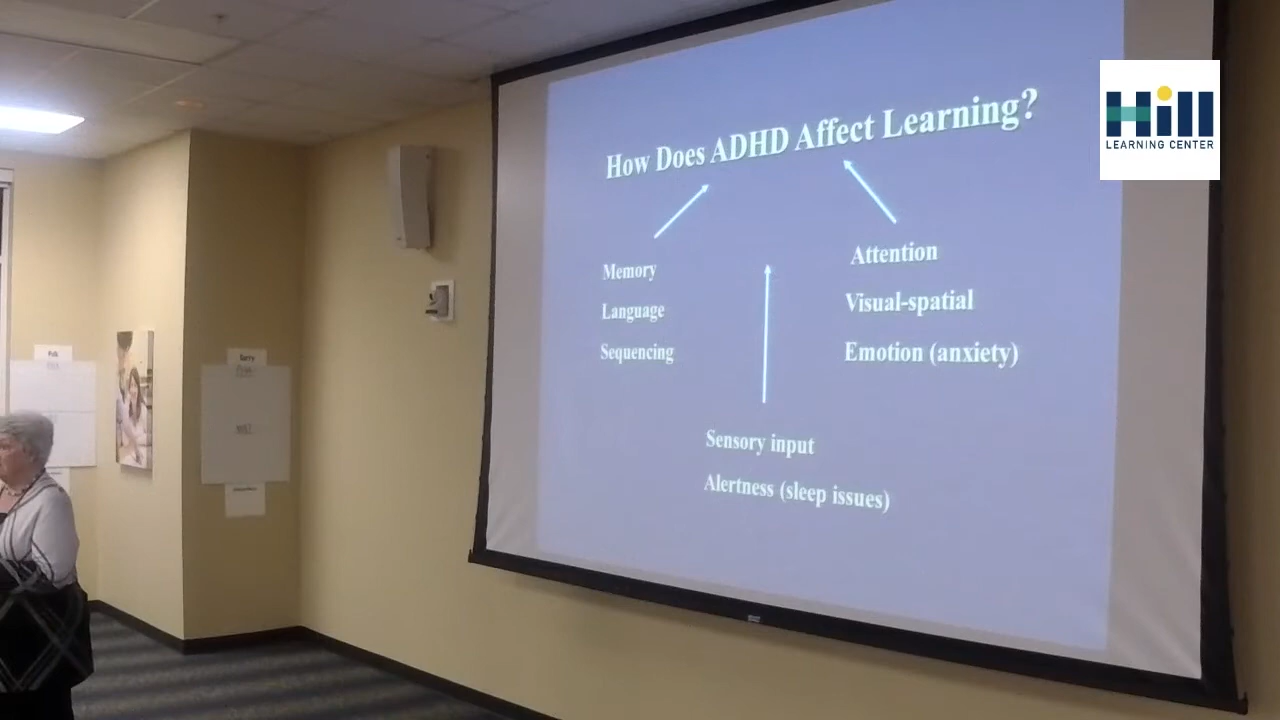 How Does ADHD Affect Learning?
Memory
Language
Sequencing
Attention
Visual-spatial
Emotion (anxiety)
Sensory input
Alertness (sleep issues)
Hill
LEARNING CENTER